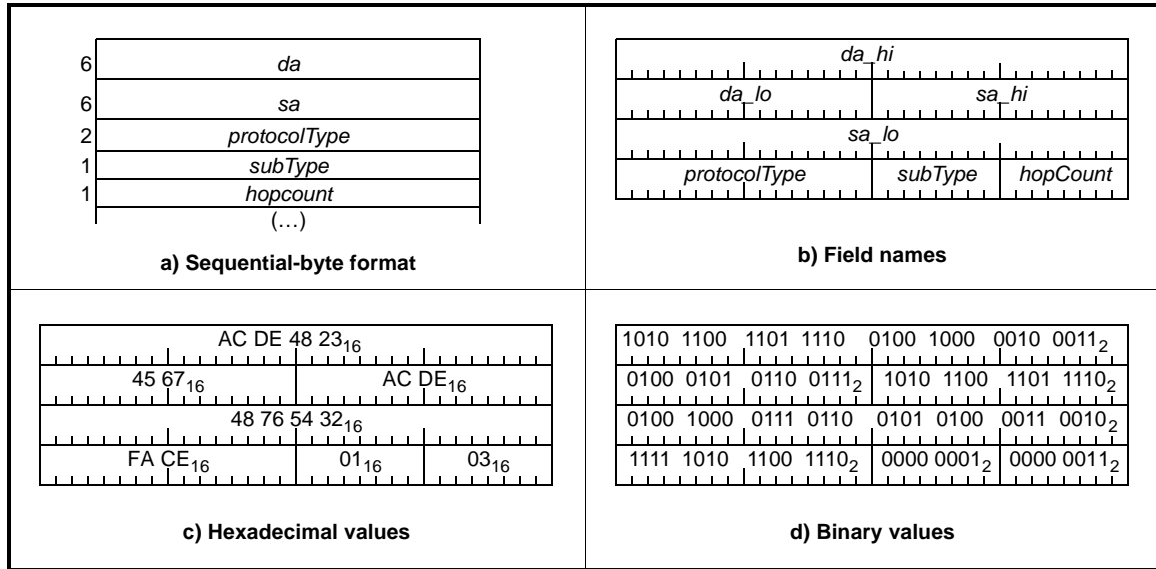 6 da
6 sa
2 protocolType
1 subType
1 hopcount
(…)
a) Sequential-byte format
da_hi
da_lo sa_hi
sa_lo
protocolType subType hopCount
b) Field names
AC DE 48 23₁₆
45 67₁₆ AC DE₁₆
48 76 54 32₁₆
FA CE₁₆ 01₁₆ 03₁₆
c) Hexadecimal values
1010 1100 1101 1110 0100 1000 0010 0011₂
0100 0101 0110 0111₂ 1010 1100 1101 1110₂
0100 1000 0111 0110 0101 0100 0011 0010₂
1111 1010 1100 1110₂ 0000 0001₂ 0000 0011₂
d) Binary values